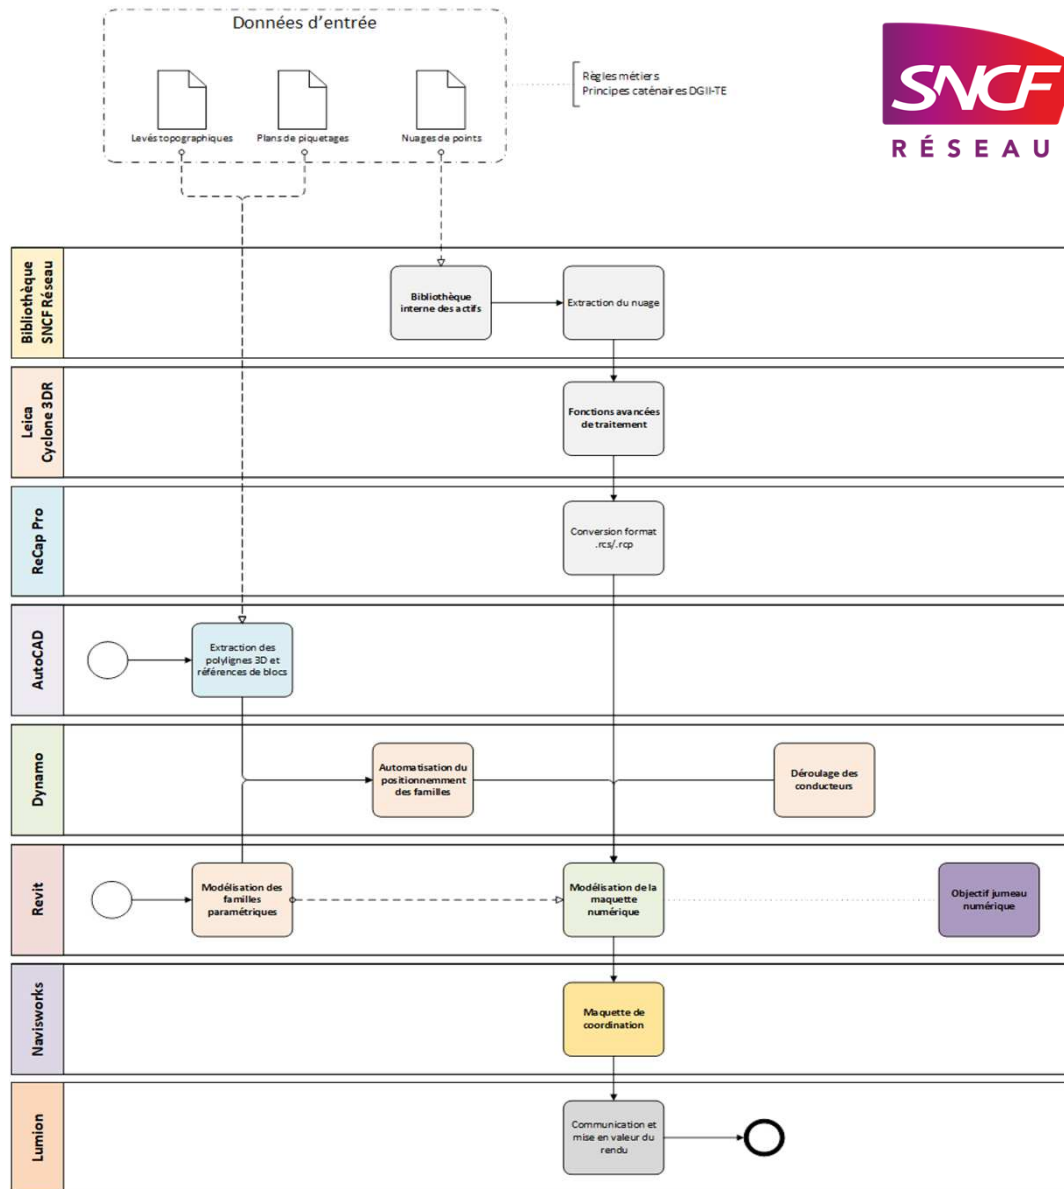 Données d'entrée
Levés topographiques
Plans de piquetages
Nuages de points
Règles métiers
Principes caténaires DGII-TE
SNCF
RÉSEAU
Bibliothèque
SNCF Réseau
Bibliothèque
interne des actifs
Extraction du nuage
Leica
Cyclone 3DR
Fonctions avancées
de traitement
ReCap Pro
Conversion format
.rcs/.rcp
AutoCAD
Extraction des
polylignes 3D et
références de blocs
Dynamo
Automatisation du
positionnemment
des familles
Déroulage des
conducteurs
Revit
Modélisation des
familles
paramétriques
Modélisation de la
maquette
numérique
Objectif jumeau
numérique
Navisworks
Maquette de
coordination
Lumion
Communication et
mise en valeur du
rendu